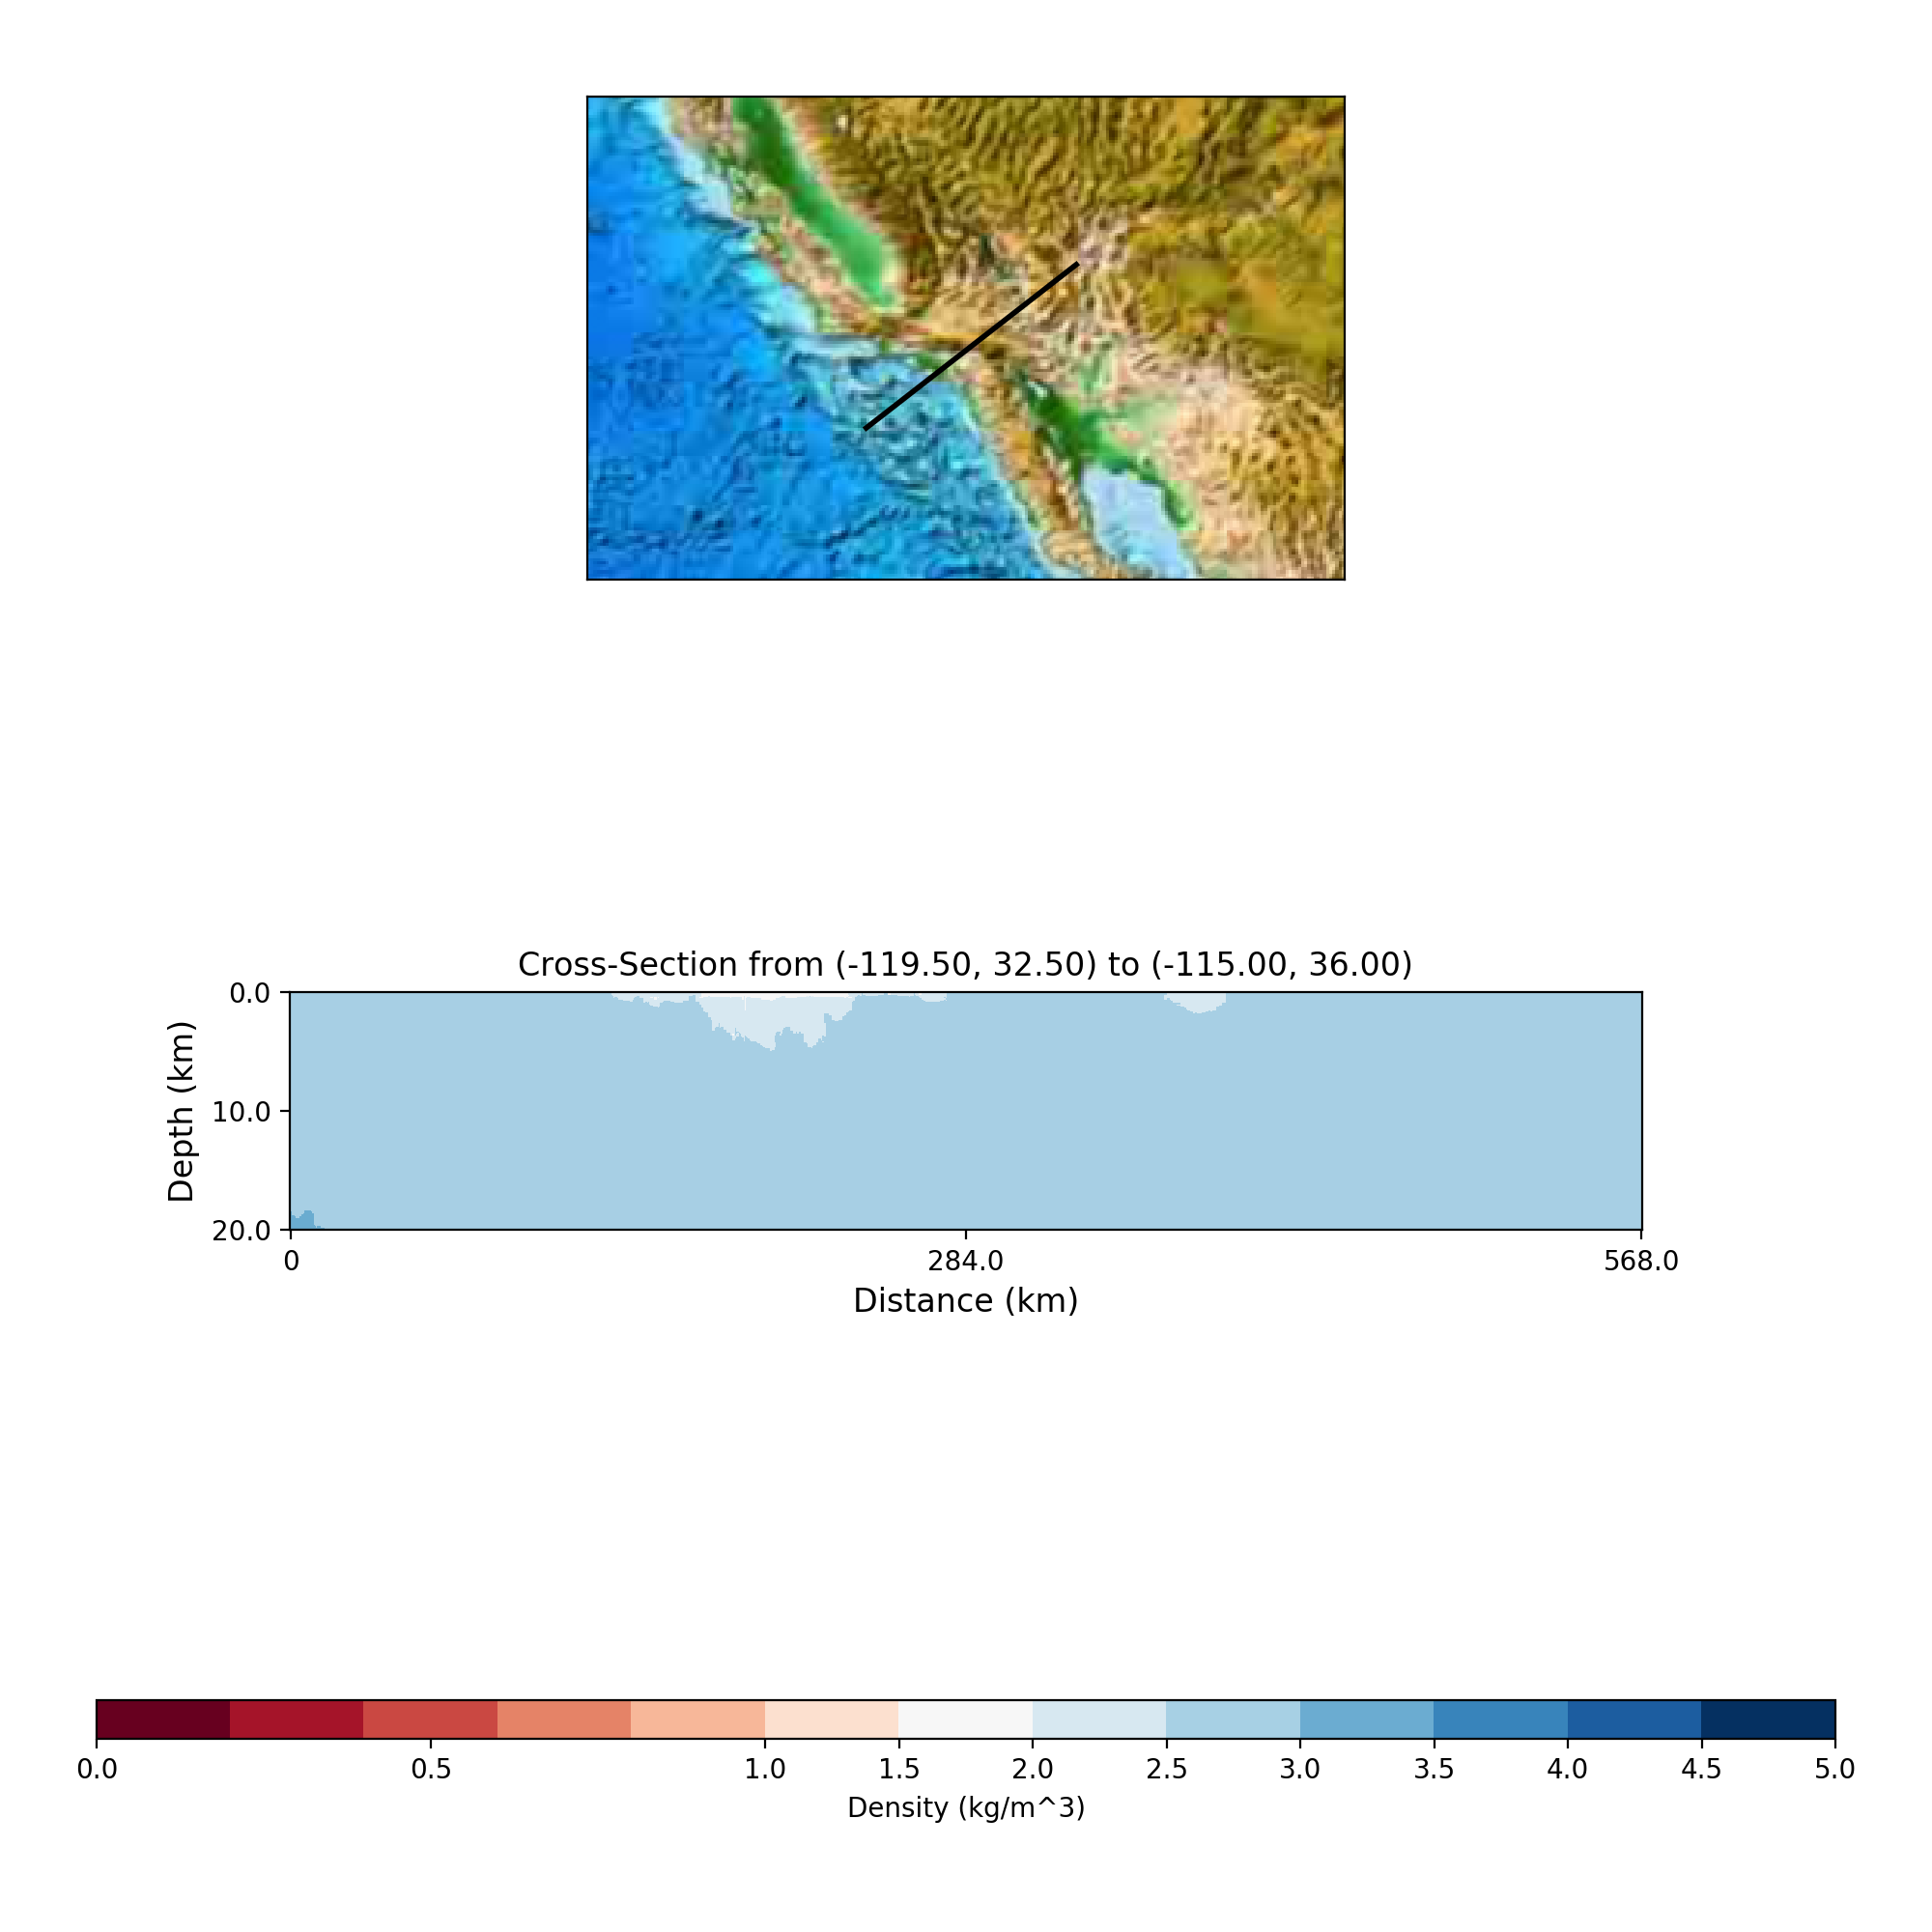 Cross-Section from (-119.50, 32.50) to (-115.00, 36.00)
0.0
10.0
20.0
Depth (km)
0 284.0 568.0
Distance (km)
0.0 0.5 1.0 1.5 2.0 2.5 3.0 3.5 4.0 4.5 5.0
Density (kg/m^3)